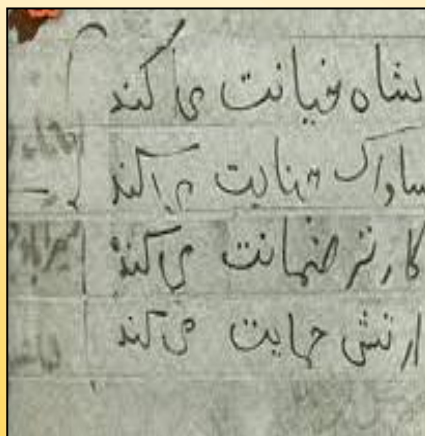 شاه خیانت می کند
ساواک جنایت می کند
کارتر ضمانت می کند
ارتش حمایت می کند